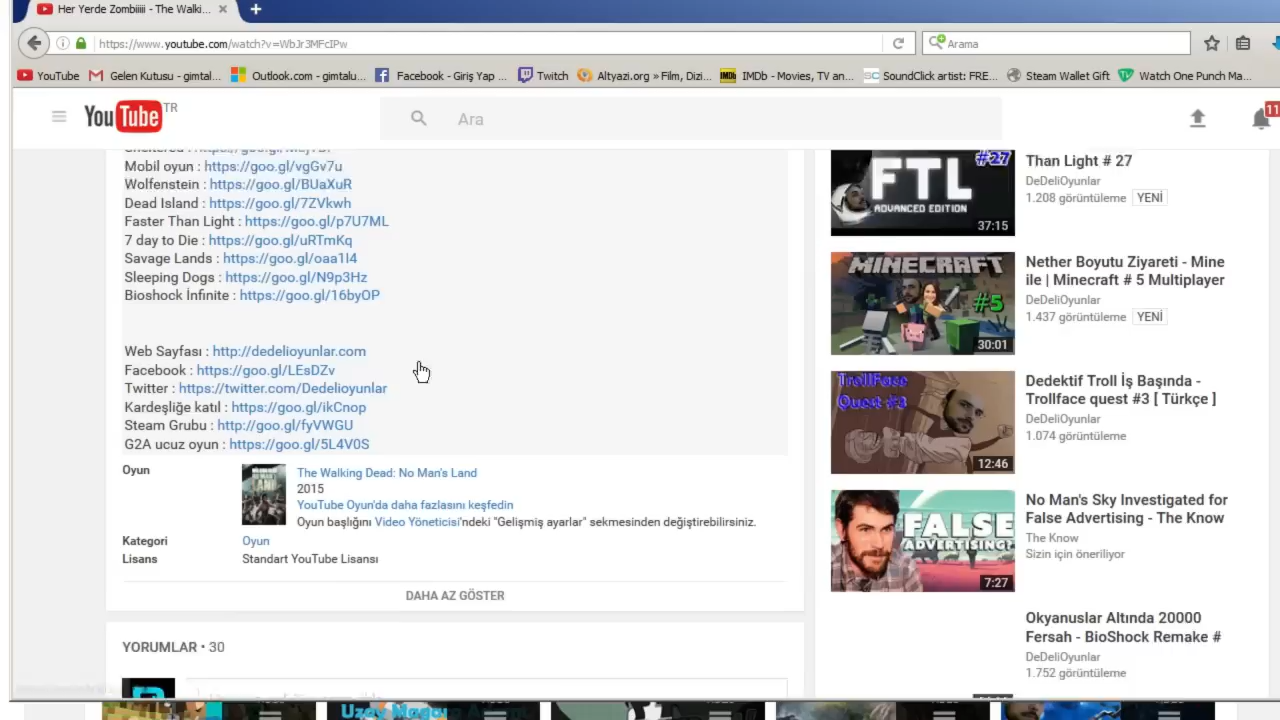 Her Yerde Zombiiiii - The Walki...
https://www.youtube.com/watch?v=WbJr3MFcIPw
Arama
YouTube
Gelen Kutusu - gimtal...
Outlook.com - gimtalu...
Facebook - Giriş Yap ...
Twitch
Altyazi.org » Film, Dizi...
IMDb - Movies, TV an...
SoundClick artist: FRE...
Steam Wallet Gift
Watch One Punch Ma...
YouTube TR
Ara
11
Mobil oyun : https://goo.gl/vgGv7u
Wolfenstein : https://goo.gl/BUaXuR
Dead Island : https://goo.gl/7ZVkwh
Faster Than Light : https://goo.gl/p7U7ML
7 day to Die : https://goo.gl/uRTmKq
Savage Lands : https://goo.gl/oaa1l4
Sleeping Dogs : https://goo.gl/N9p3Hz
Bioshock İnfinite : https://goo.gl/16byOP
Web Sayfası : http://dedelioyunlar.com
Facebook : https://goo.gl/LEsDZv
Twitter : https://twitter.com/Dedelioyunlar
Kardeşliğe katıl : https://goo.gl/ikCnop
Steam Grubu : http://goo.gl/fyVWGU
G2A ucuz oyun : https://goo.gl/5L4V0S
Oyun
The Walking Dead: No Man's Land
2015
YouTube Oyun'da daha fazlasını keşfedin
Oyun başlığını Video Yöneticisi'ndeki "Gelişmiş ayarlar" sekmesinden değiştirebilirsiniz.
Kategori Oyun
Lisans Standart YouTube Lisansı
DAHA AZ GÖSTER
YORUMLAR • 30
#27
FTL
ADVANCED EDITION
37:15
Than Light # 27
DeDeliOyunlar
1.208 görüntüleme YENİ
MINECRAFT
#5
30:01
Nether Boyutu Ziyareti - Mine
ile | Minecraft # 5 Multiplayer
DeDeliOyunlar
1.437 görüntüleme YENİ
TrollFace
Quest #3
12:46
Dedektif Troll İş Başında -
Trollface quest #3 [ Türkçe ]
DeDeliOyunlar
1.074 görüntüleme
FALSE
ADVERTISING?
7:27
No Man's Sky Investigated for
False Advertising - The Know
The Know
Sizin için öneriliyor
Okyanuslar Altında 20000
Fersah - BioShock Remake #
DeDeliOyunlar
1.752 görüntüleme